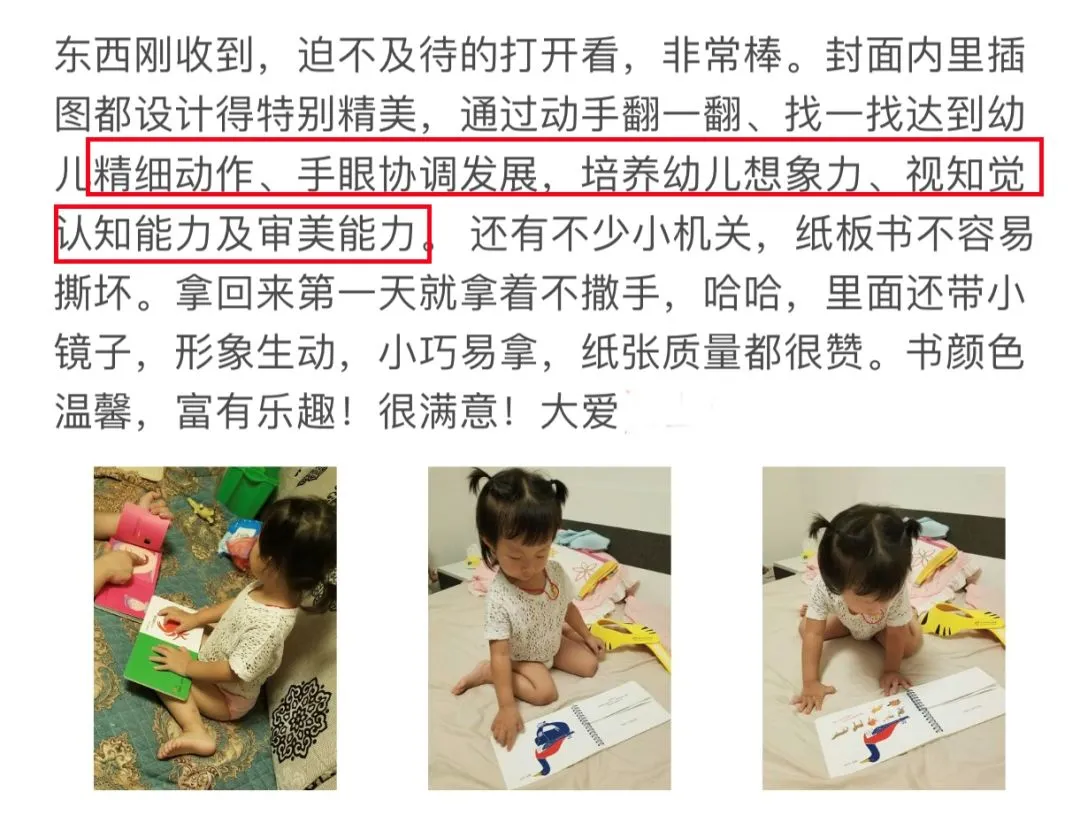 东西刚收到，迫不及待的打开看，非常棒。封面内里插
图都设计得特别精美，通过动手翻一翻、找一找达到幼
儿精细动作、手眼协调发展，培养幼儿想象力、视知觉
认知能力及审美能力。 还有不少小机关，纸板书不容易
撕坏。拿回来第一天就拿着不撒手，哈哈，里面还带小
镜子，形象生动，小巧易拿，纸张质量都很赞。书颜色
温馨，富有乐趣！很满意！大爱